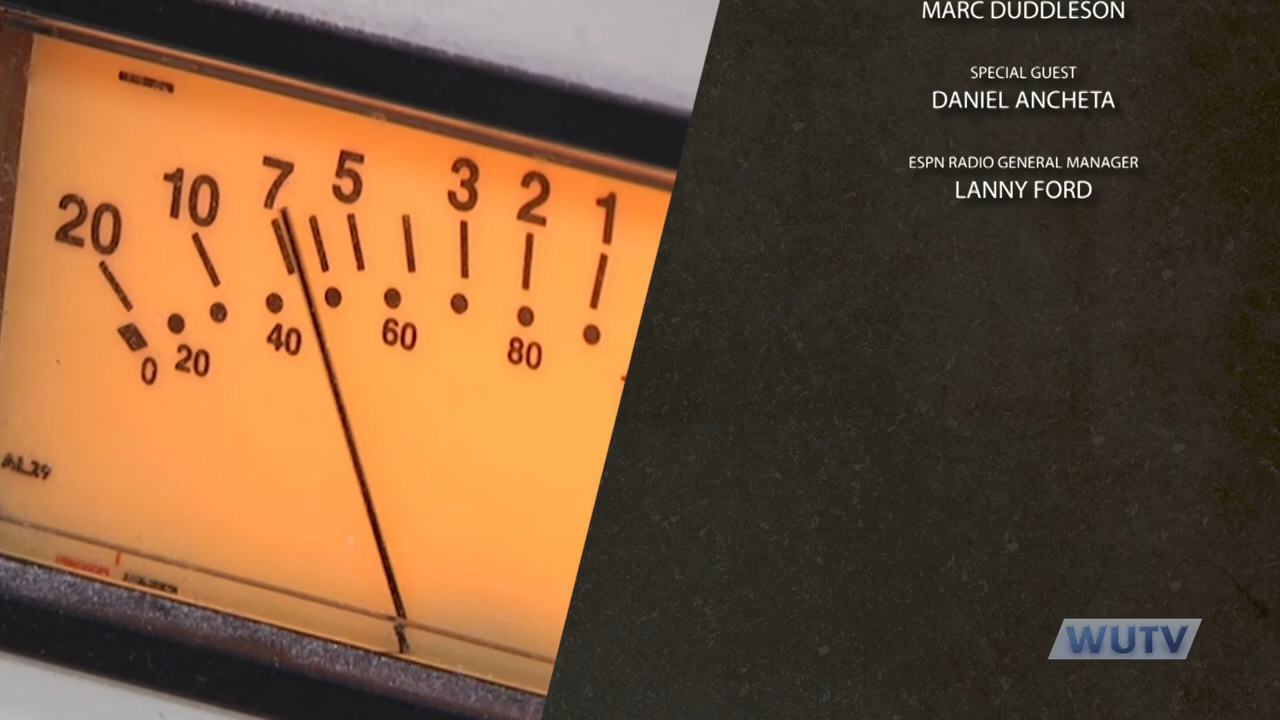 MARC DUDDLESON
SPECIAL GUEST
DANIEL ANCHETA
ESPN RADIO GENERAL MANAGER
LANNY FORD
20 10 7 5 3 2 1
0 20 40 60 80
WUTV